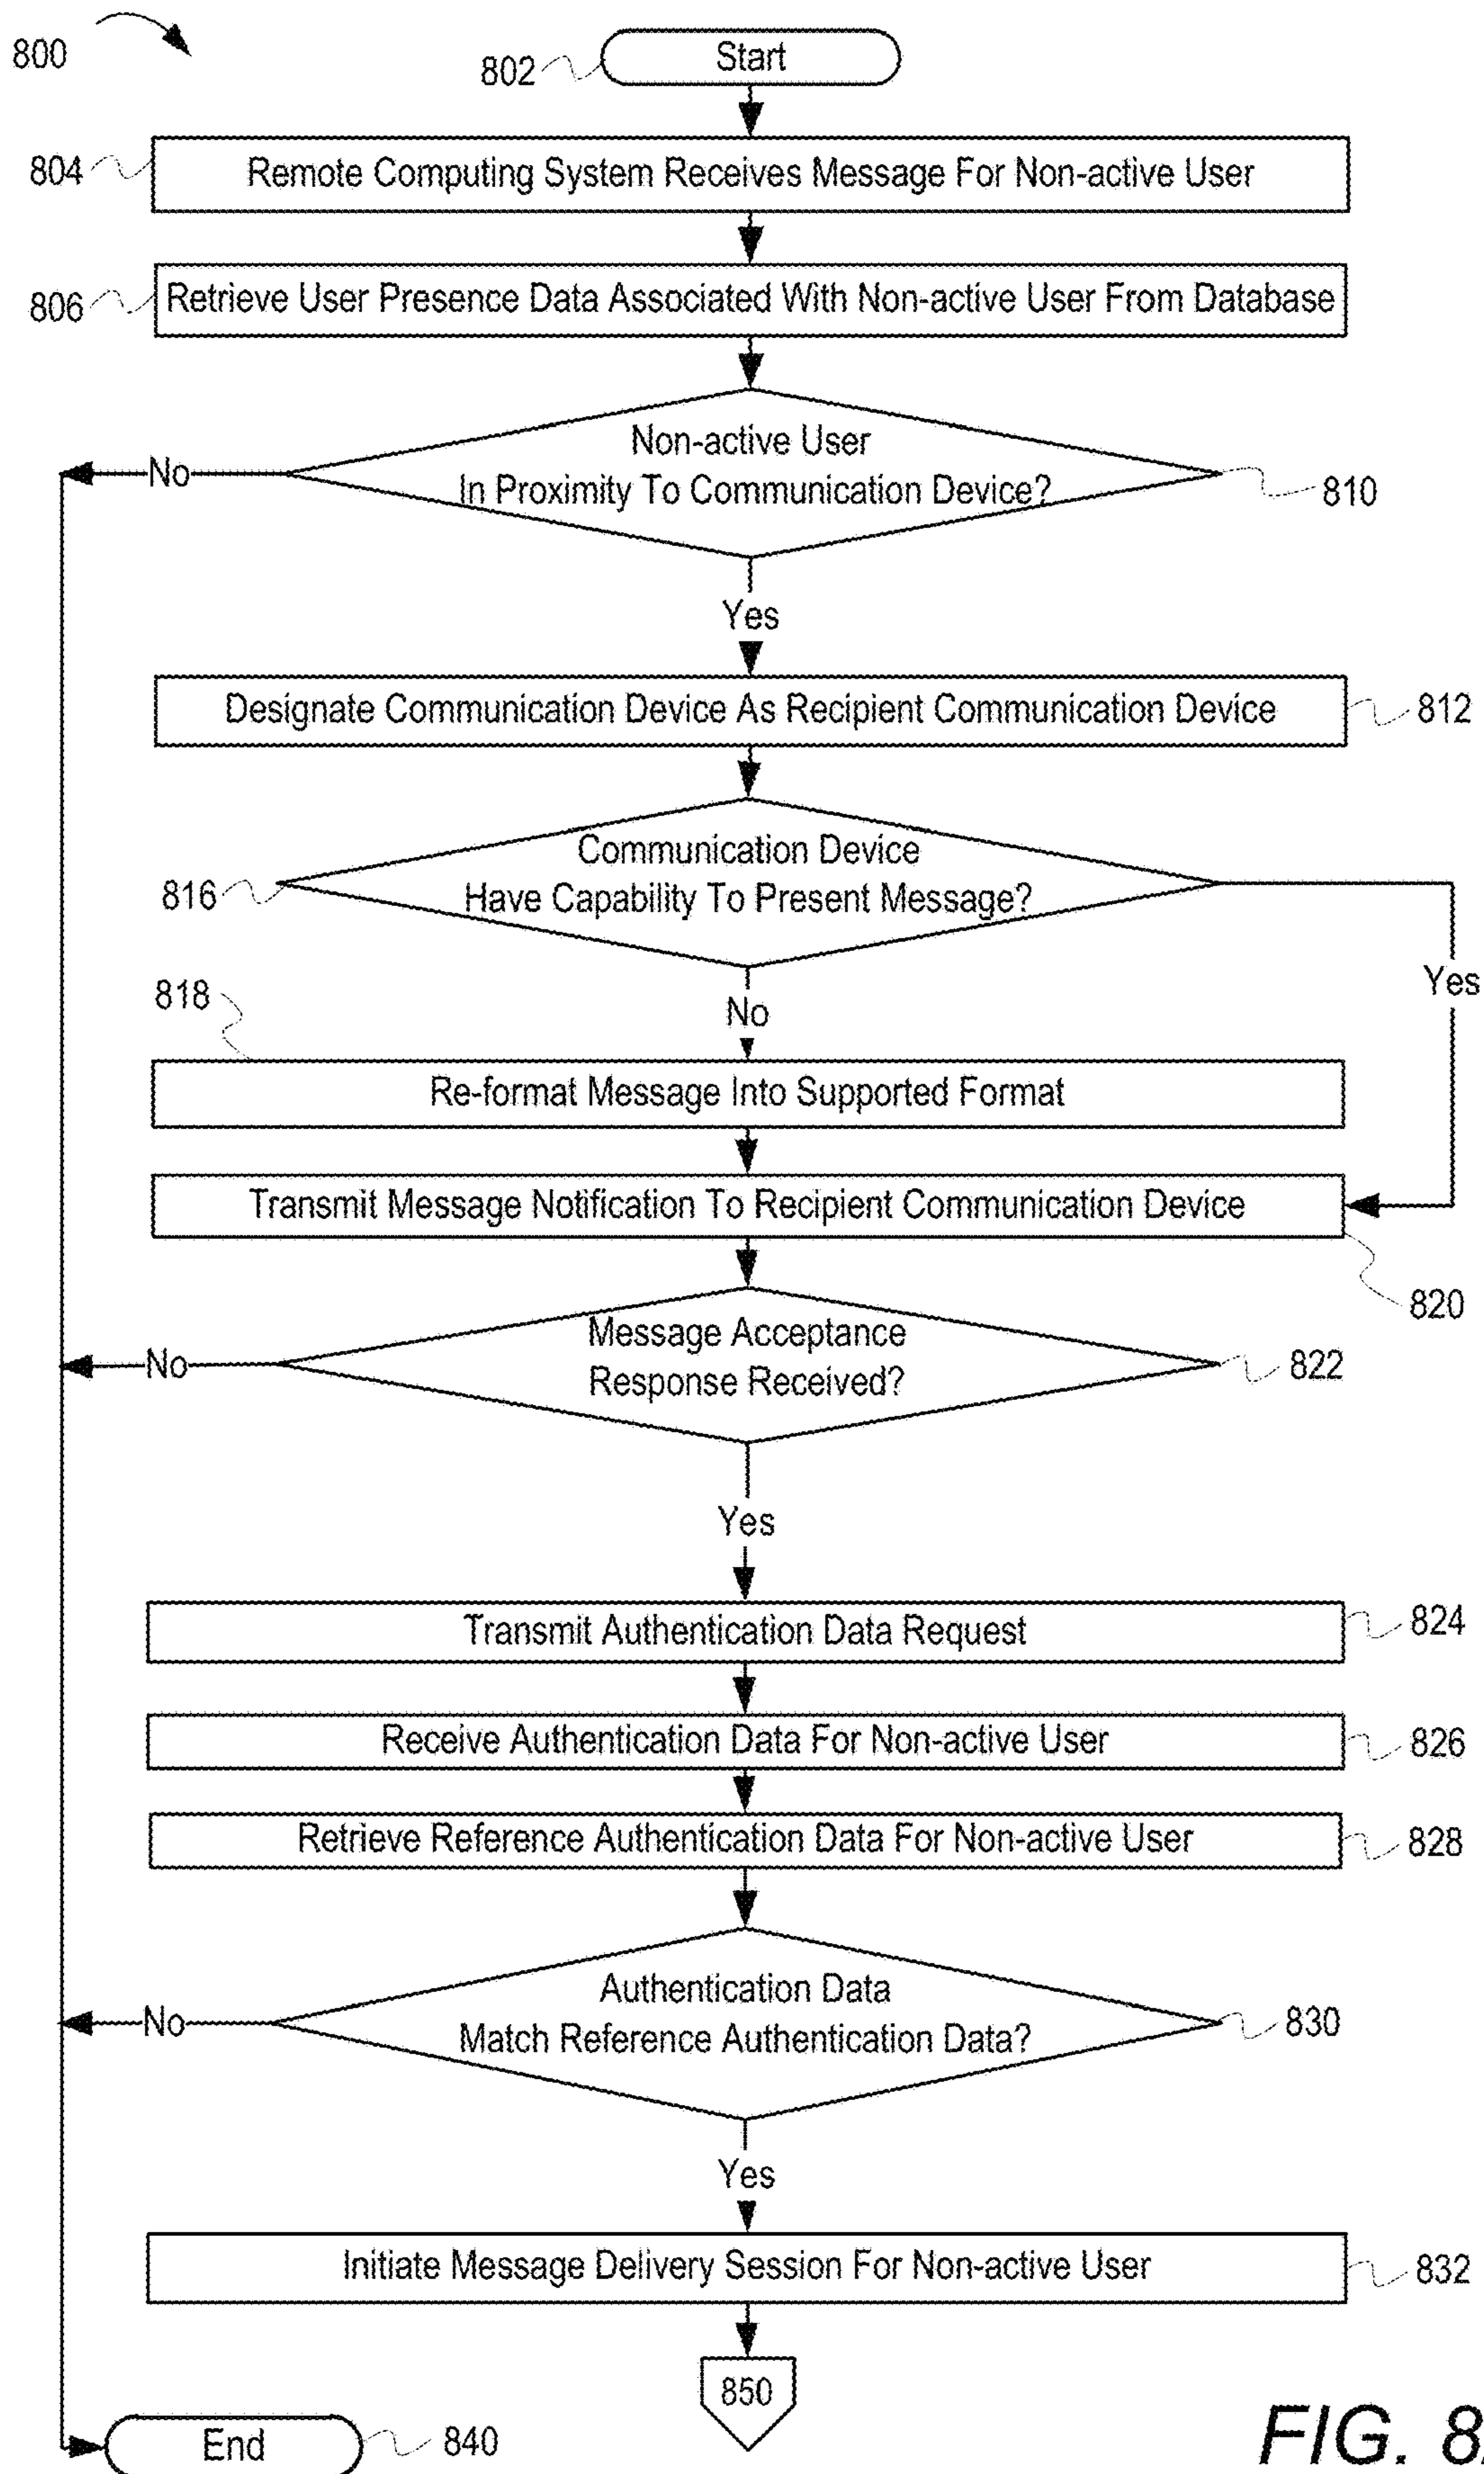 800
802
Start
804
Remote Computing System Receives Message For Non-active User
806
Retrieve User Presence Data Associated With Non-active User From Database
Non-active User
In Proximity To Communication Device?
No
810
Yes
Designate Communication Device As Recipient Communication Device
812
Communication Device
Have Capability To Present Message?
816
Yes
818
No
Re-format Message Into Supported Format
Transmit Message Notification To Recipient Communication Device
820
Message Acceptance
Response Received?
No
822
Yes
Transmit Authentication Data Request
824
Receive Authentication Data For Non-active User
826
Retrieve Reference Authentication Data For Non-active User
828
Authentication Data
Match Reference Authentication Data?
No
830
Yes
Initiate Message Delivery Session For Non-active User
832
850
End
840
FIG. 8